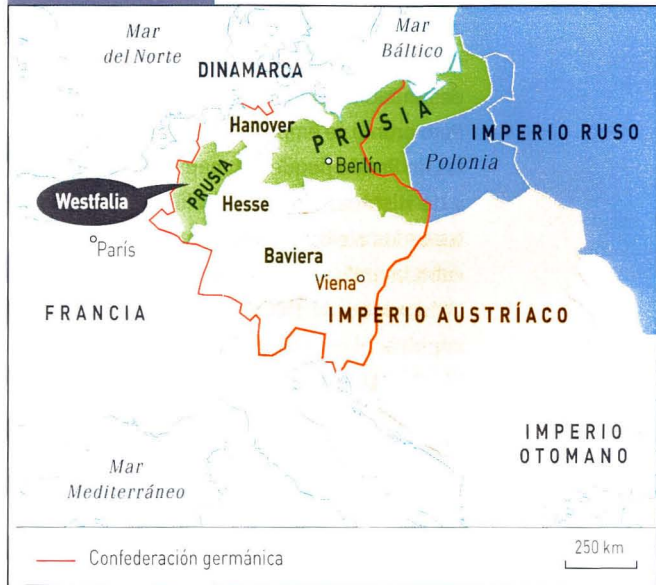 Mar
del Norte
Mar
Báltico
DINAMARCA
Hanover
PRUSIA
IMPERIO RUSO
Berlín
Polonia
PRUSIA
Westfalia
Hesse
París
Baviera
Viena
FRANCIA
IMPERIO AUSTRÍACO
IMPERIO
OTOMANO
Mar
Mediterráneo
Confederación germánica
250 km